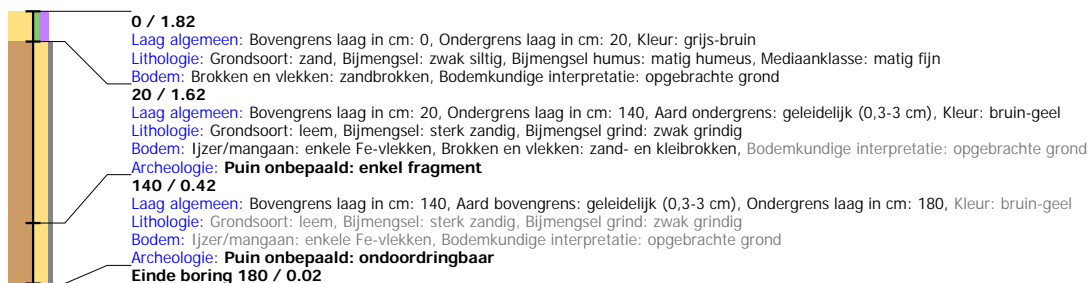 0 / 1.82
Laag algemeen: Bovengrens laag in cm: 0, Ondergrens laag in cm: 20, Kleur: grijs-bruin
Lithologie: Grondsoort: zand, Bijmengsel: zwak siltig, Bijmengsel humus: matig humeus, Mediaanklasse: matig fijn
Bodem: Brokken en vlekken: zandbrokken, Bodemkundige interpretatie: opgebrachte grond
20 / 1.62
Laag algemeen: Bovengrens laag in cm: 20, Ondergrens laag in cm: 140, Aard ondergrens: geleidelijk (0,3-3 cm), Kleur: bruin-geel
Lithologie: Grondsoort: leem, Bijmengsel: sterk zandig, Bijmengsel grind: zwak grindig
Bodem: Ijzer/mangaan: enkele Fe-vlekken, Brokken en vlekken: zand- en kleibrokken, Bodemkundige interpretatie: opgebrachte grond
Archeologie: Puin onbepaald: enkel fragment
140 / 0.42
Laag algemeen: Bovengrens laag in cm: 140, Aard bovengrens: geleidelijk (0,3-3 cm), Ondergrens laag in cm: 180, Kleur: bruin-geel
Lithologie: Grondsoort: leem, Bijmengsel: sterk zandig, Bijmengsel grind: zwak grindig
Bodem: Ijzer/mangaan: enkele Fe-vlekken, Bodemkundige interpretatie: opgebrachte grond
Archeologie: Puin onbepaald: ondoordringbaar
Einde boring 180 / 0.02